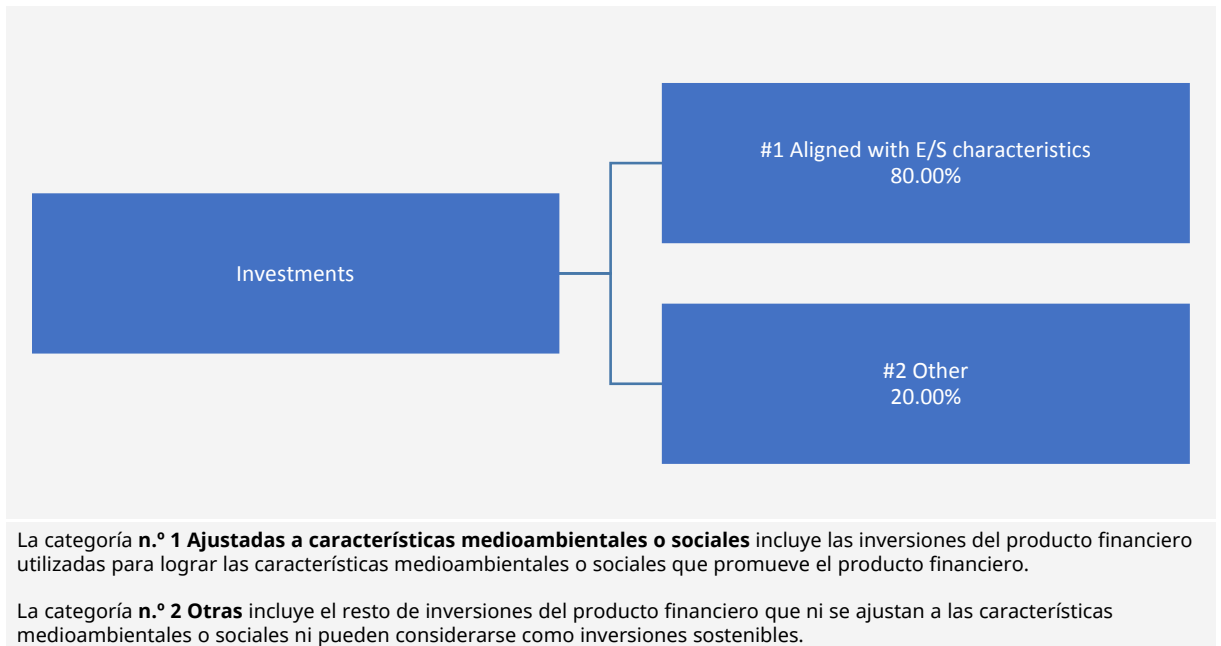 #1 Aligned with E/S characteristics
80.00%
Investments
#2 Other
20.00%
La categoría n.º 1 Ajustadas a características medioambientales o sociales incluye las inversiones del producto financiero
utilizadas para lograr las características medioambientales o sociales que promueve el producto financiero.
La categoría n.º 2 Otras incluye el resto de inversiones del producto financiero que ni se ajustan a las características
medioambientales o sociales ni pueden considerarse como inversiones sostenibles.